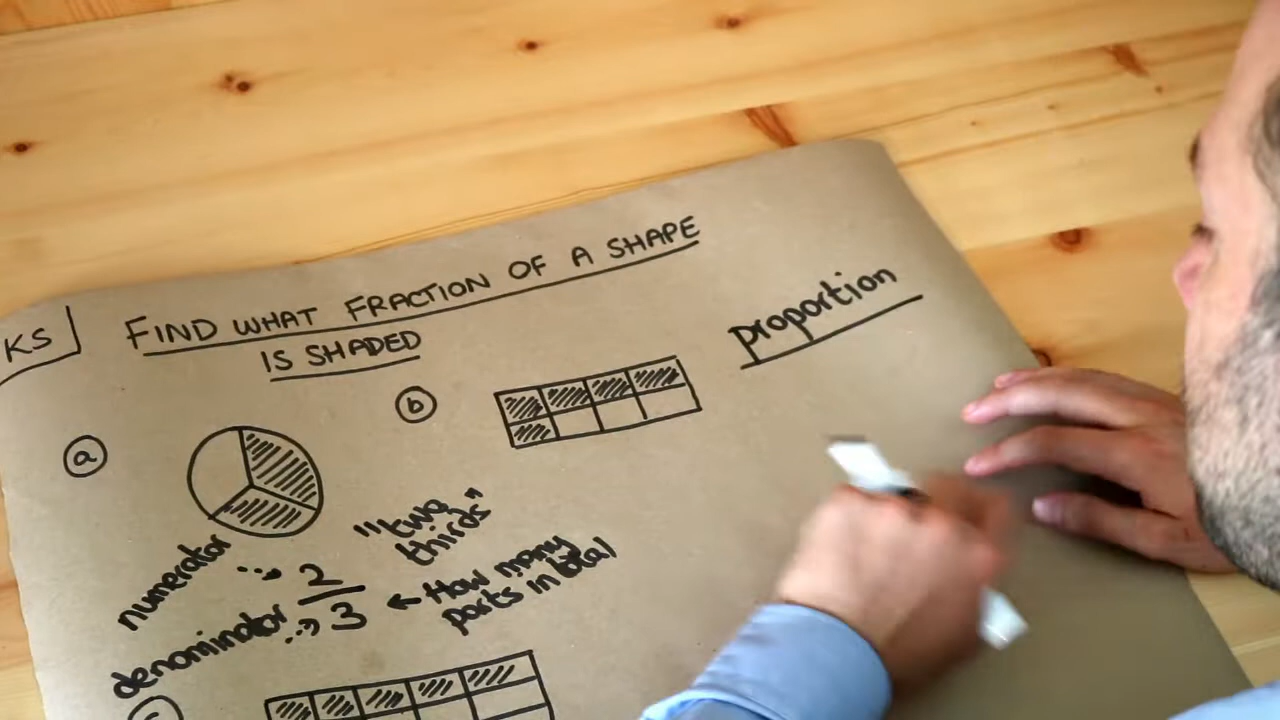 KS
FIND WHAT FRACTION OF A SHAPE
IS SHADED
proportion
a
b
"two
thirds"
numerator
2
3
denominator
← How many
parts in total
c